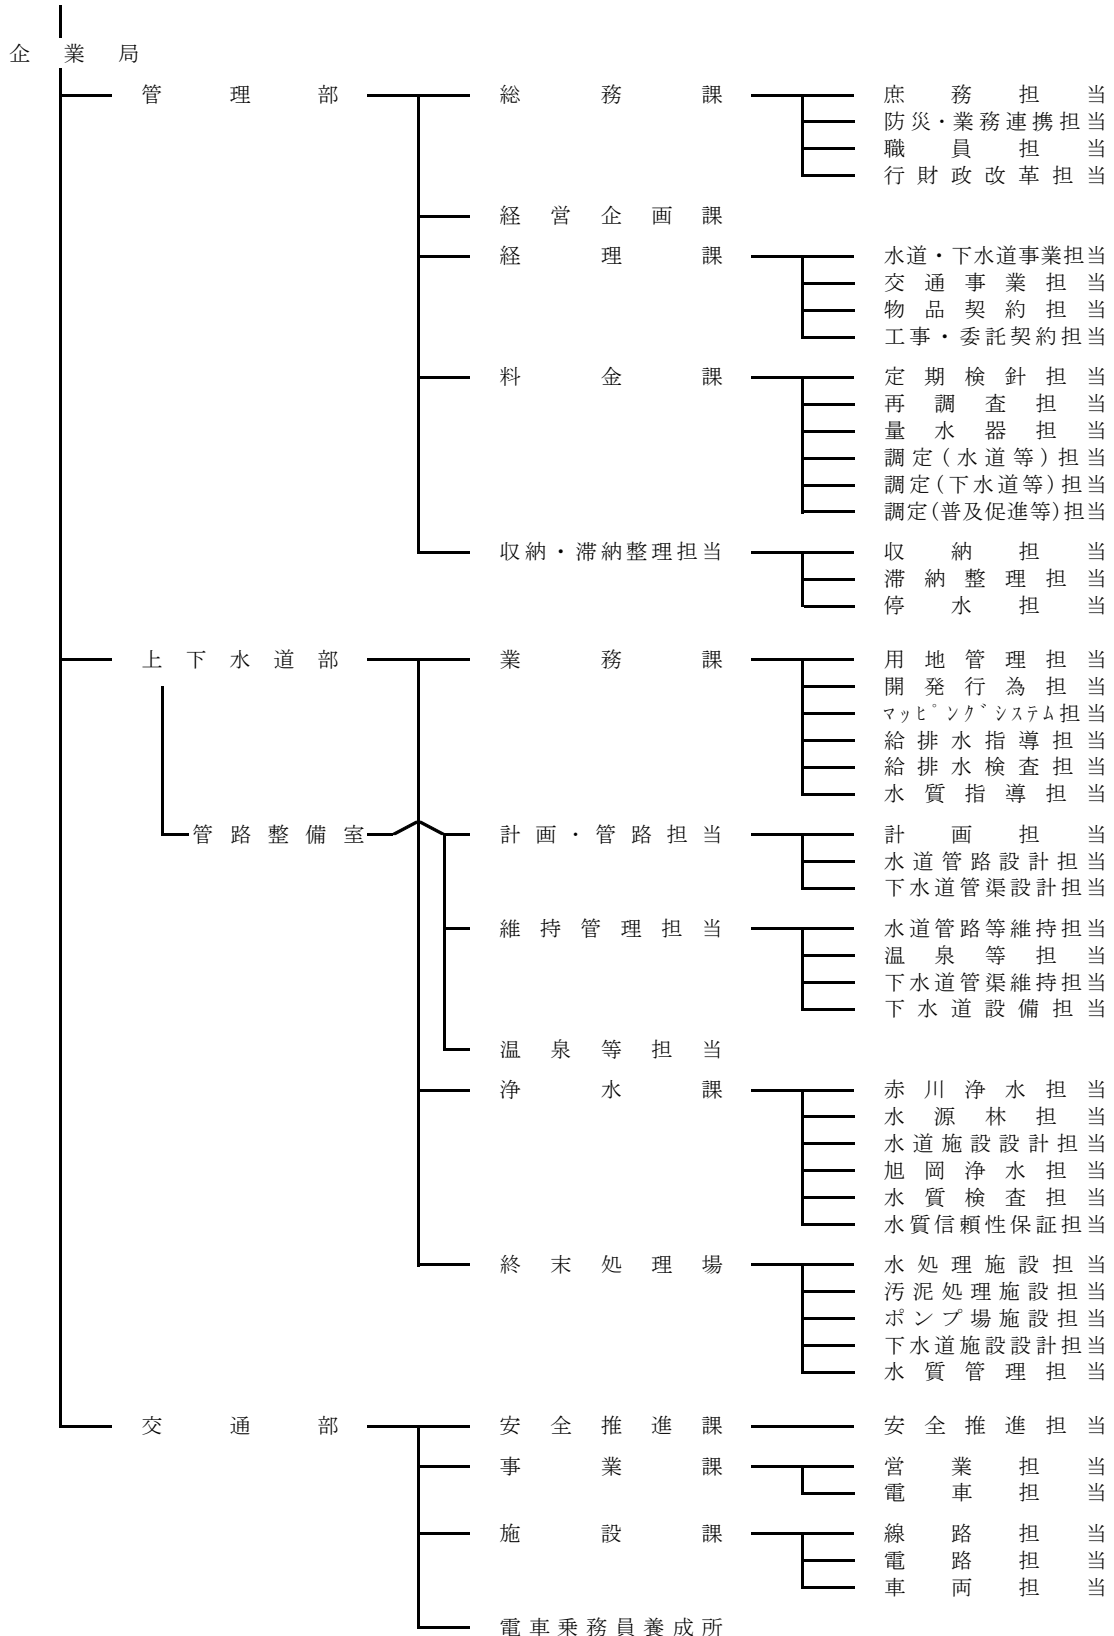 企業局
管理部 総務課 庶務担当
防災・業務連携担当
職員担当
行財政改革担当
経営企画課
経理課 水道・下水道事業担当
交通事業担当
物品契約担当
工事・委託契約担当
料金課 定期検針担当
再調査担当
量水器担当
調定(水道等)担当
調定(下水道等)担当
調定(普及促進等)担当
収納・滞納整理担当 収納担当
滞納整理担当
停水担当
上下水道部 業務課 用地管理担当
開発行為担当
マッピングシステム担当
給排水指導担当
給排水検査担当
水質指導担当
管路整備室 計画・管路担当 計画担当
水道管路設計担当
下水道管渠設計担当
維持管理担当 水道管路等維持担当
温泉等担当
下水道管渠維持担当
下水道設備担当
温泉等担当
浄水課 赤川浄水担当
水源林担当
水道施設設計担当
旭岡浄水担当
水質検査担当
水質信頼性保証担当
終末処理場 水処理施設担当
汚泥処理施設担当
ポンプ場施設担当
下水道施設設計担当
水質管理担当
交通部 安全推進課 安全推進担当
事業課 営業担当
電車担当
施設課 線路担当
電路担当
車両担当
電車乗務員養成所